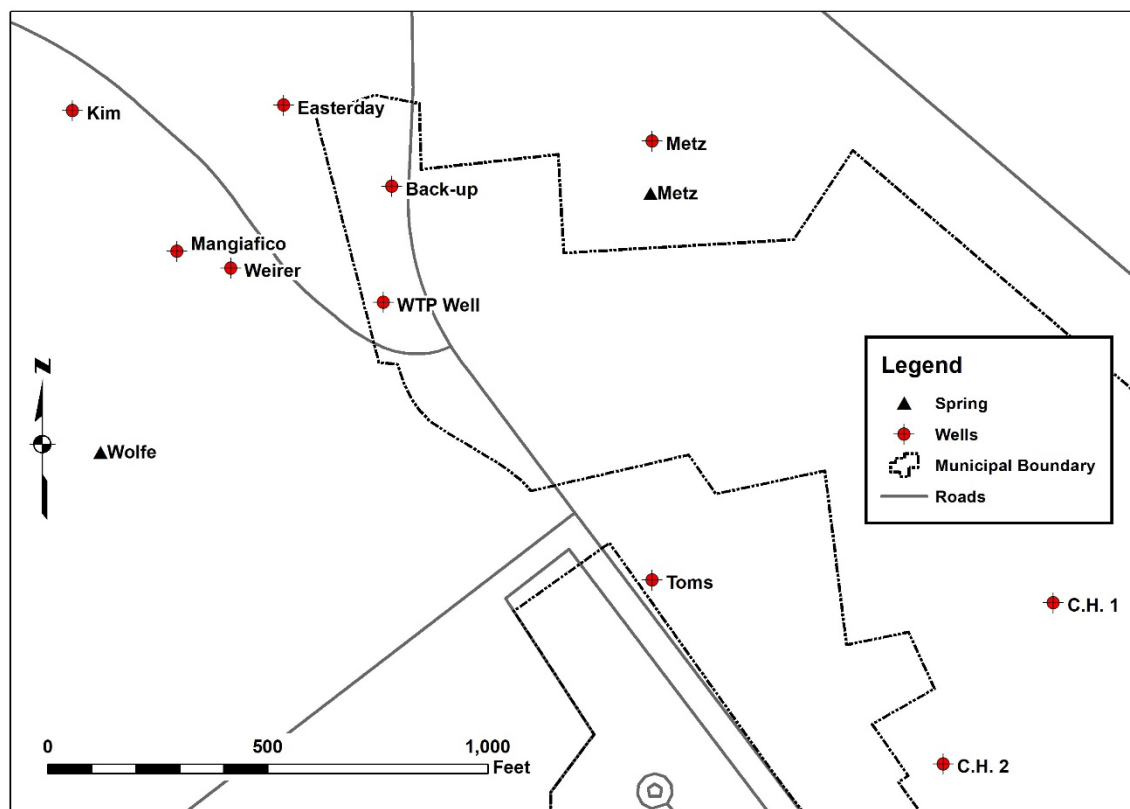 Kim
Easterday
Metz
Back-up
Metz
Mangiafico
Weirer
WTP Well
N
Wolfe
Legend
Spring
Wells
Municipal Boundary
Roads
Toms
C.H. 1
C.H. 2
0 500 1,000
Feet